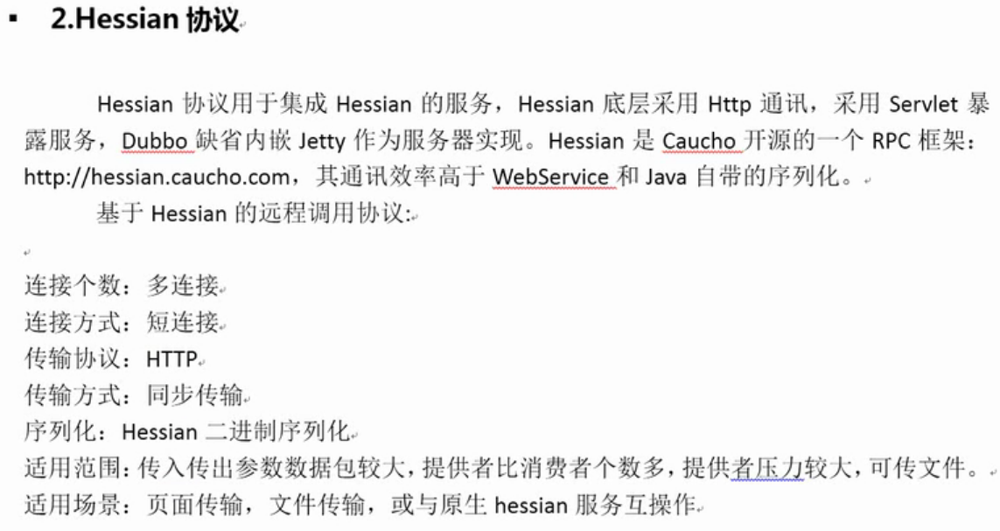 ▪ 2.Hessian 协议
Hessian 协议用于集成 Hessian 的服务，Hessian 底层采用 Http 通讯，采用 Servlet 暴
露服务，Dubbo 缺省内嵌 Jetty 作为服务器实现。Hessian 是 Caucho 开源的一个 RPC 框架：
http://hessian.caucho.com，其通讯效率高于 WebService 和 Java 自带的序列化。
基于 Hessian 的远程调用协议:
连接个数：多连接
连接方式：短连接
传输协议：HTTP
传输方式：同步传输
序列化：Hessian 二进制序列化
适用范围：传入传出参数数据包较大，提供者比消费者个数多，提供者压力较大，可传文件。
适用场景：页面传输，文件传输，或与原生 hessian 服务互操作